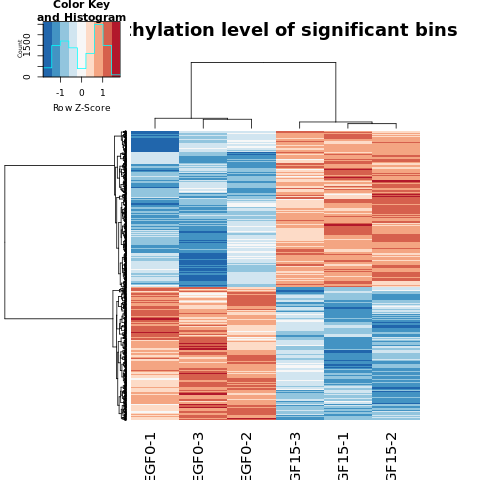 Color Key
and Histogram
thylation level of significant bins
Count
0 1500
-1 0 1
Row Z-Score
EGF0-1 EGF0-3 EGF0-2 GF15-3 GF15-1 GF15-2